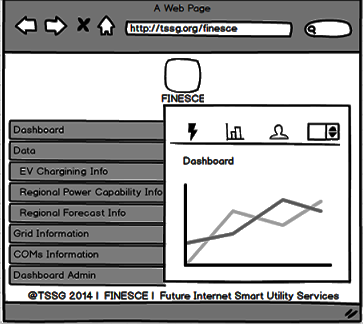 A Web Page
http://tssg.org/finesce
FINESCE
Dashboard
Data
EV Chargining Info
Regional Power Capability Info
Regional Forecast Info
Grid Information
COMs Information
Dashboard Admin
Dashboard
@TSSG 2014 | FINESCE | Future Internet Smart Utility Services